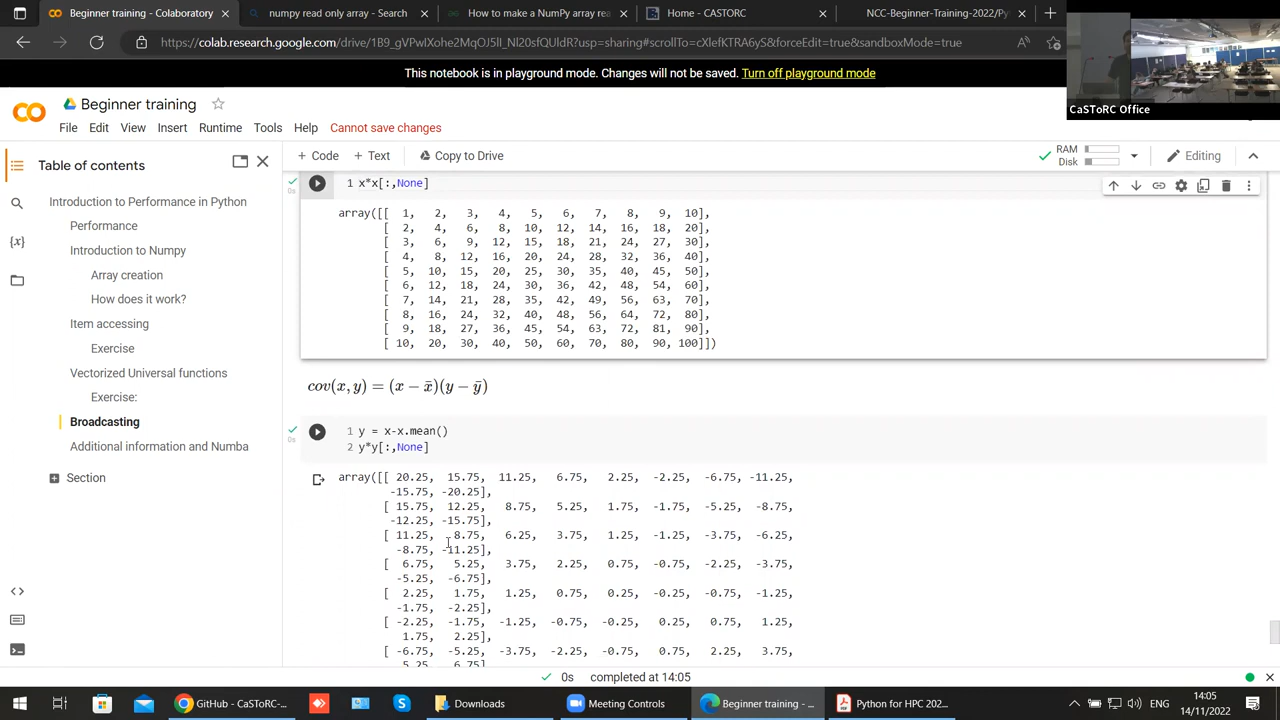 Beginner training - Colaboratory
numpy read only array - Search
How to make a NumPy array rea
Home - CASTORC
NCC-Beginner-Training-2022/Py
https://colab.research.google.com/drive/
CaSToRC Office
This notebook is in playground mode. Changes will not be saved. Turn off playground mode
Beginner training
File Edit View Insert Runtime Tools Help Cannot save changes
Table of contents
+ Code + Text Copy to Drive
RAM
Disk
Editing
Introduction to Performance in Python
Performance
Introduction to Numpy
Array creation
How does it work?
Item accessing
Exercise
Vectorized Universal functions
Exercise:
Broadcasting
Additional information and Numba
Section
1 x*x[:,None]
array([[ 1, 2, 3, 4, 5, 6, 7, 8, 9, 10],
[ 2, 4, 6, 8, 10, 12, 14, 16, 18, 20],
[ 3, 6, 9, 12, 15, 18, 21, 24, 27, 30],
[ 4, 8, 12, 16, 20, 24, 28, 32, 36, 40],
[ 5, 10, 15, 20, 25, 30, 35, 40, 45, 50],
[ 6, 12, 18, 24, 30, 36, 42, 48, 54, 60],
[ 7, 14, 21, 28, 35, 42, 49, 56, 63, 70],
[ 8, 16, 24, 32, 40, 48, 56, 64, 72, 80],
[ 9, 18, 27, 36, 45, 54, 63, 72, 81, 90],
[ 10, 20, 30, 40, 50, 60, 70, 80, 90, 100]])
cov(x, y) = (x − x̄)(y − ȳ)
1 y = x-x.mean()
2 y*y[:,None]
array([[ 20.25, 15.75, 11.25, 6.75, 2.25, -2.25, -6.75, -11.25,
-15.75, -20.25],
[ 15.75, 12.25, 8.75, 5.25, 1.75, -1.75, -5.25, -8.75,
-12.25, -15.75],
[ 11.25, 8.75, 6.25, 3.75, 1.25, -1.25, -3.75, -6.25,
-8.75, -11.25],
[ 6.75, 5.25, 3.75, 2.25, 0.75, -0.75, -2.25, -3.75,
-5.25, -6.75],
[ 2.25, 1.75, 1.25, 0.75, 0.25, -0.25, -0.75, -1.25,
-1.75, -2.25],
[ -2.25, -1.75, -1.25, -0.75, -0.25, 0.25, 0.75, 1.25,
1.75, 2.25],
[ -6.75, -5.25, -3.75, -2.25, -0.75, 0.75, 2.25, 3.75,
5.25, 6.75]
0s completed at 14:05
GitHub - CaSToRC-...
Downloads
Meeting Controls
Beginner training - ...
Python for HPC 202...
ENG
14:05
14/11/2022